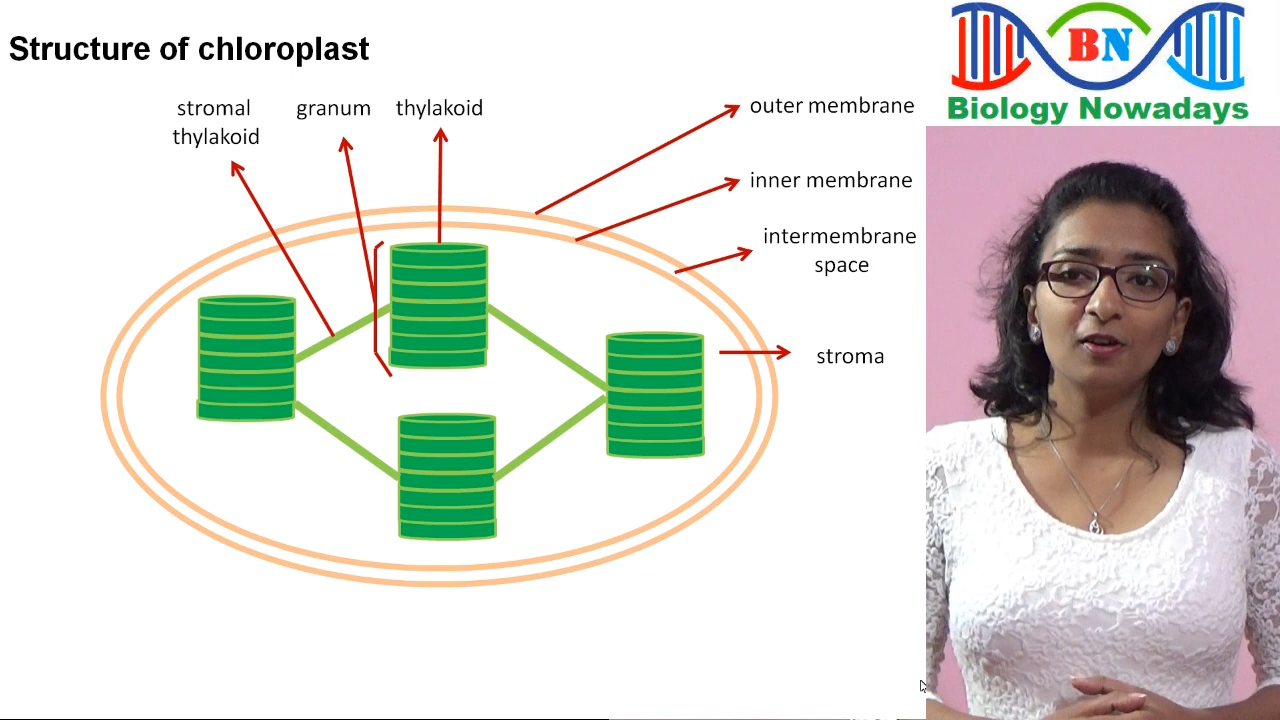 Structure of chloroplast
BN
Biology Nowadays
stromal
thylakoid
granum
thylakoid
outer membrane
inner membrane
intermembrane
space
stroma